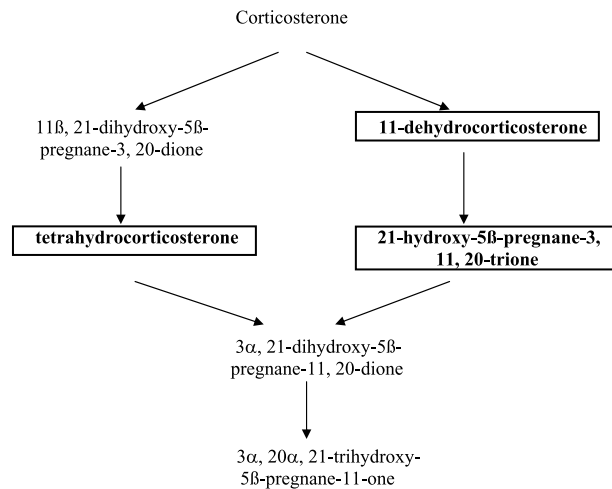 Corticosterone
11ß, 21-dihydroxy-5ß-
pregnane-3, 20-dione
11-dehydrocorticosterone
tetrahydrocorticosterone
21-hydroxy-5ß-pregnane-3,
11, 20-trione
3α, 21-dihydroxy-5ß-
pregnane-11, 20-dione
3α, 20α, 21-trihydroxy-
5ß-pregnane-11-one